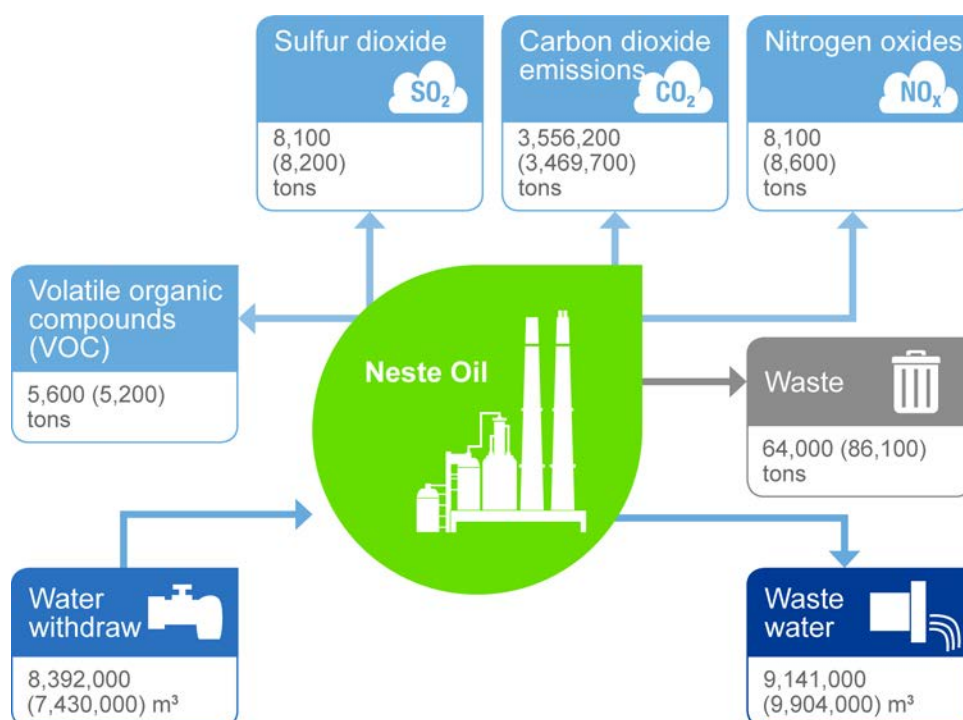 Sulfur dioxide
SO₂
8,100
(8,200)
tons
Carbon dioxide
emissions
CO₂
3,556,200
(3,469,700)
tons
Nitrogen oxides
NOₓ
8,100
(8,600)
tons
Volatile organic
compounds
(VOC)
5,600 (5,200)
tons
Neste Oil
Waste
64,000 (86,100)
tons
Water
withdraw
8,392,000
(7,430,000) m³
Waste
water
9,141,000
(9,904,000) m³